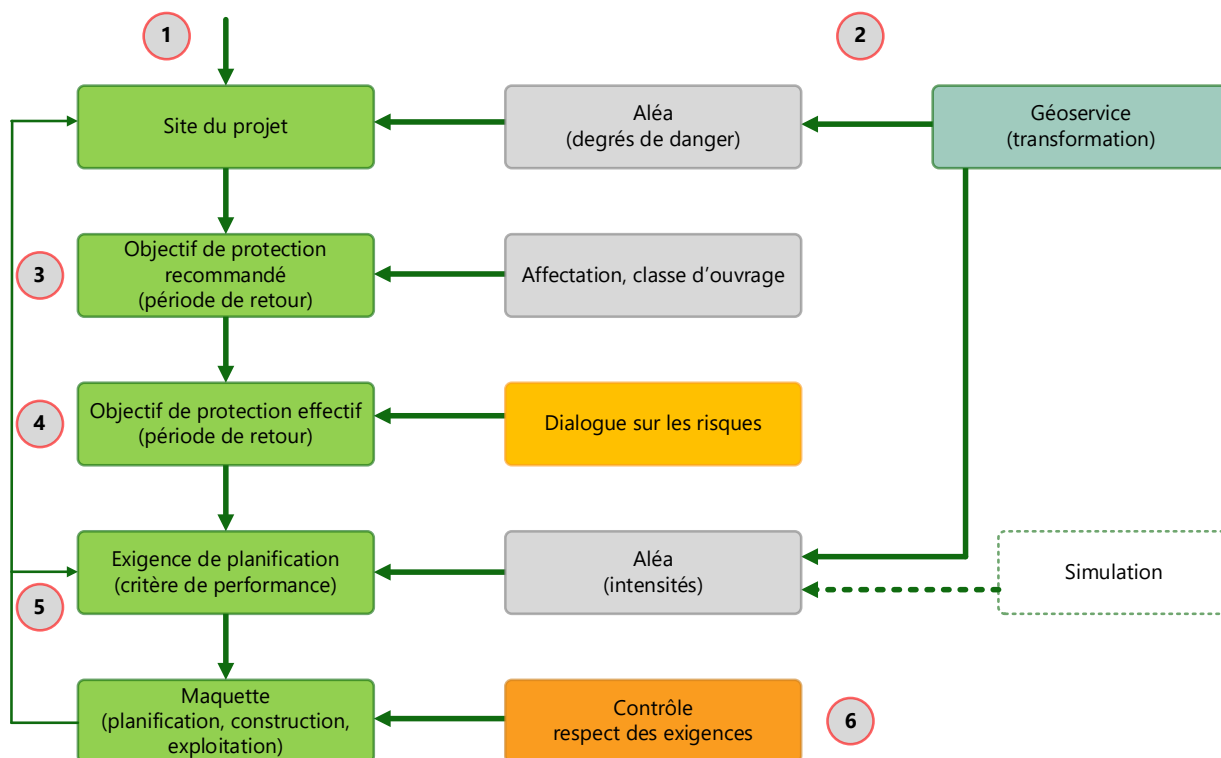 1
2
Site du projet
Aléa
(degrés de danger)
Géoservice
(transformation)
3
Objectif de protection
recommandé
(période de retour)
Affectation, classe d’ouvrage
4
Objectif de protection effectif
(période de retour)
Dialogue sur les risques
Exigence de planification
(critère de performance)
Aléa
(intensités)
Simulation
5
Maquette
(planification, construction,
exploitation)
Contrôle
respect des exigences
6